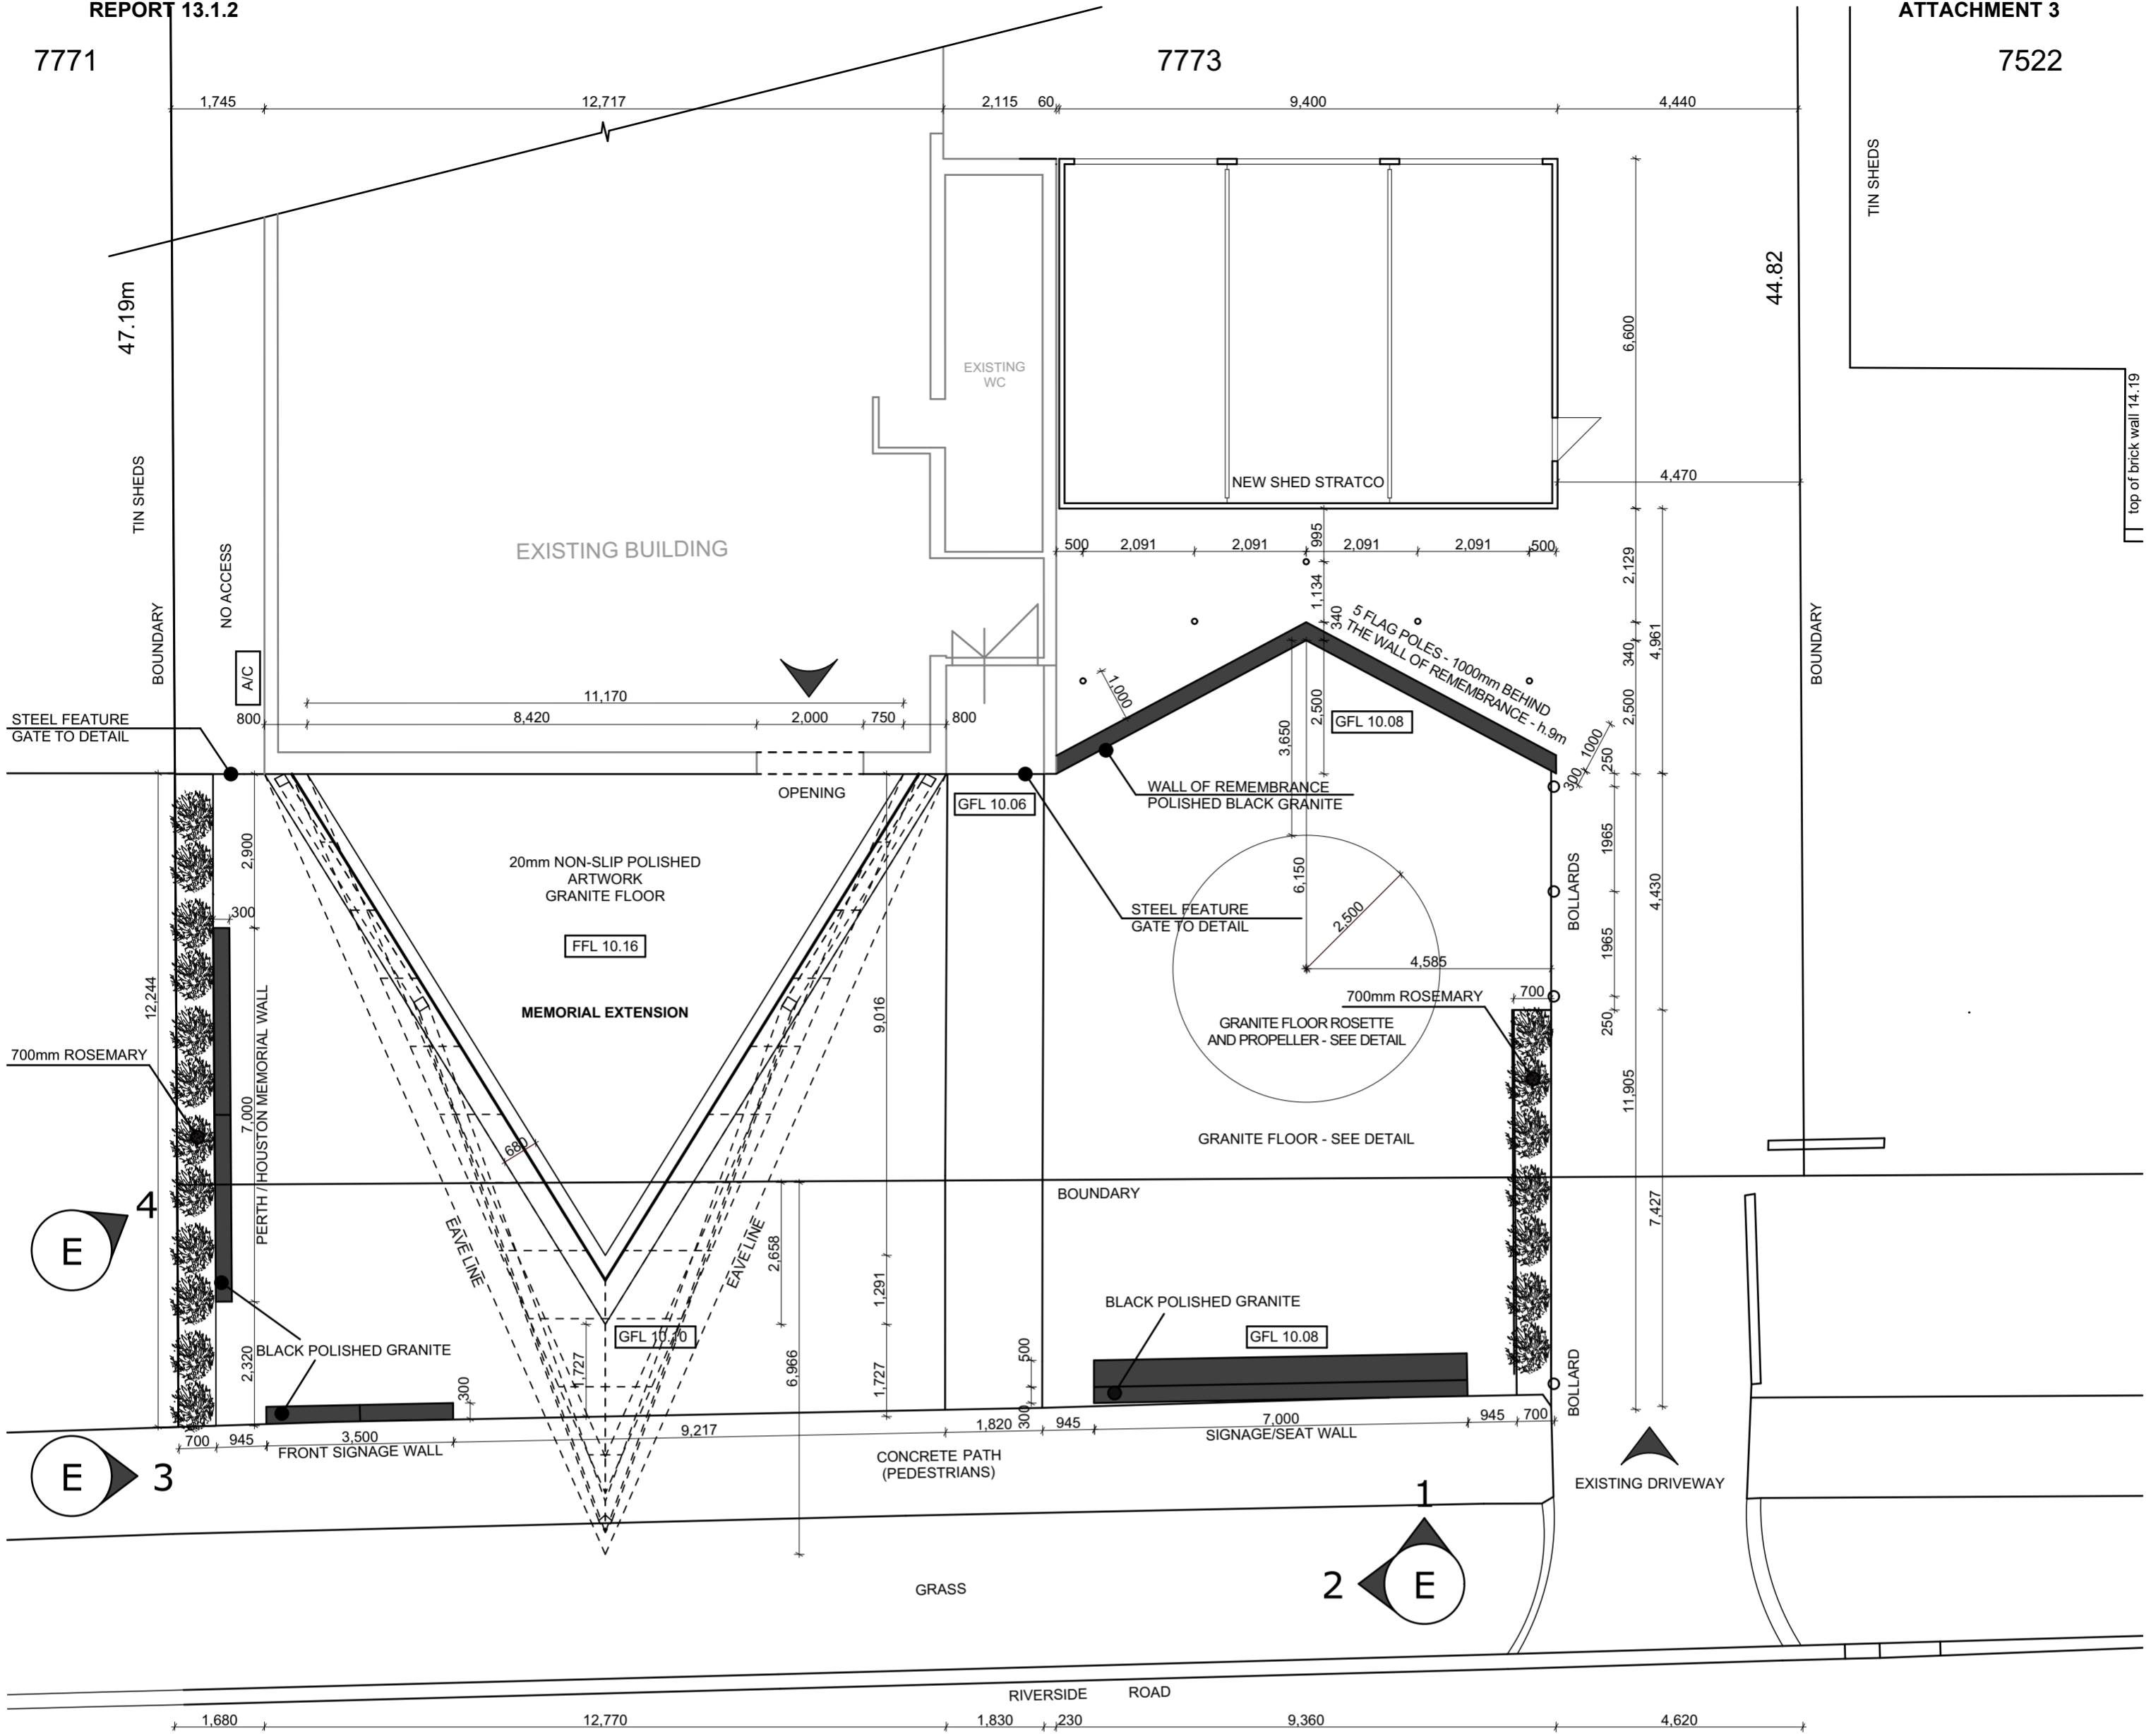 REPORT 13.1.2
ATTACHMENT 3
7771
7773
7522
1,745
12,717
2,115
60
9,400
4,440
TIN SHEDS
47.19m
44.82
6,600
EXISTING
WC
top of brick wall 14.19
TIN SHEDS
NEW SHED STRATCO
4,470
EXISTING BUILDING
NO ACCESS
BOUNDARY
A/C
500
2,091
2,091
995
2,091
2,091
500
2,129
1,134
340
5 FLAG POLES - 1000mm BEHIND
THE WALL OF REMEMBRANCE - h.9m
340
4,961
BOUNDARY
1,000
11,170
800
8,420
2,000
750
800
STEEL FEATURE
GATE TO DETAIL
3,650
2,500
GFL 10.08
2,500
1000
250
300
OPENING
GFL 10.06
WALL OF REMEMBRANCE
POLISHED BLACK GRANITE
2,900
20mm NON-SLIP POLISHED
ARTWORK
GRANITE FLOOR
300
FFL 10.16
6,150
2,500
STEEL FEATURE
GATE TO DETAIL
1965
BOLLARDS
4,430
1965
4,585
12,244
MEMORIAL EXTENSION
9,016
700mm ROSEMARY
700
250
GRANITE FLOOR ROSETTE
AND PROPELLER - SEE DETAIL
700mm ROSEMARY
7,000
PERTH / HOUSTON MEMORIAL WALL
680
11,905
GRANITE FLOOR - SEE DETAIL
BOUNDARY
7,427
4
E
EAVE LINE
EAVE LINE
2,658
1,291
BLACK POLISHED GRANITE
GFL 10.10
GFL 10.08
BLACK POLISHED GRANITE
2,320
300
1,727
6,966
1,727
500
300
BOLLARD
700
945
3,500
9,217
1,820
945
7,000
945
700
FRONT SIGNAGE WALL
SIGNAGE/SEAT WALL
CONCRETE PATH
(PEDESTRIANS)
E
3
EXISTING DRIVEWAY
1
2
E
GRASS
RIVERSIDE ROAD
1,680
12,770
1,830
230
9,360
4,620